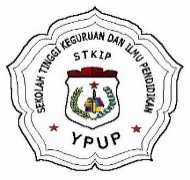 SEKOLAH TINGGI KEGURUAN DAN ILMU PENDIDIKAN
STKIP
YPUP